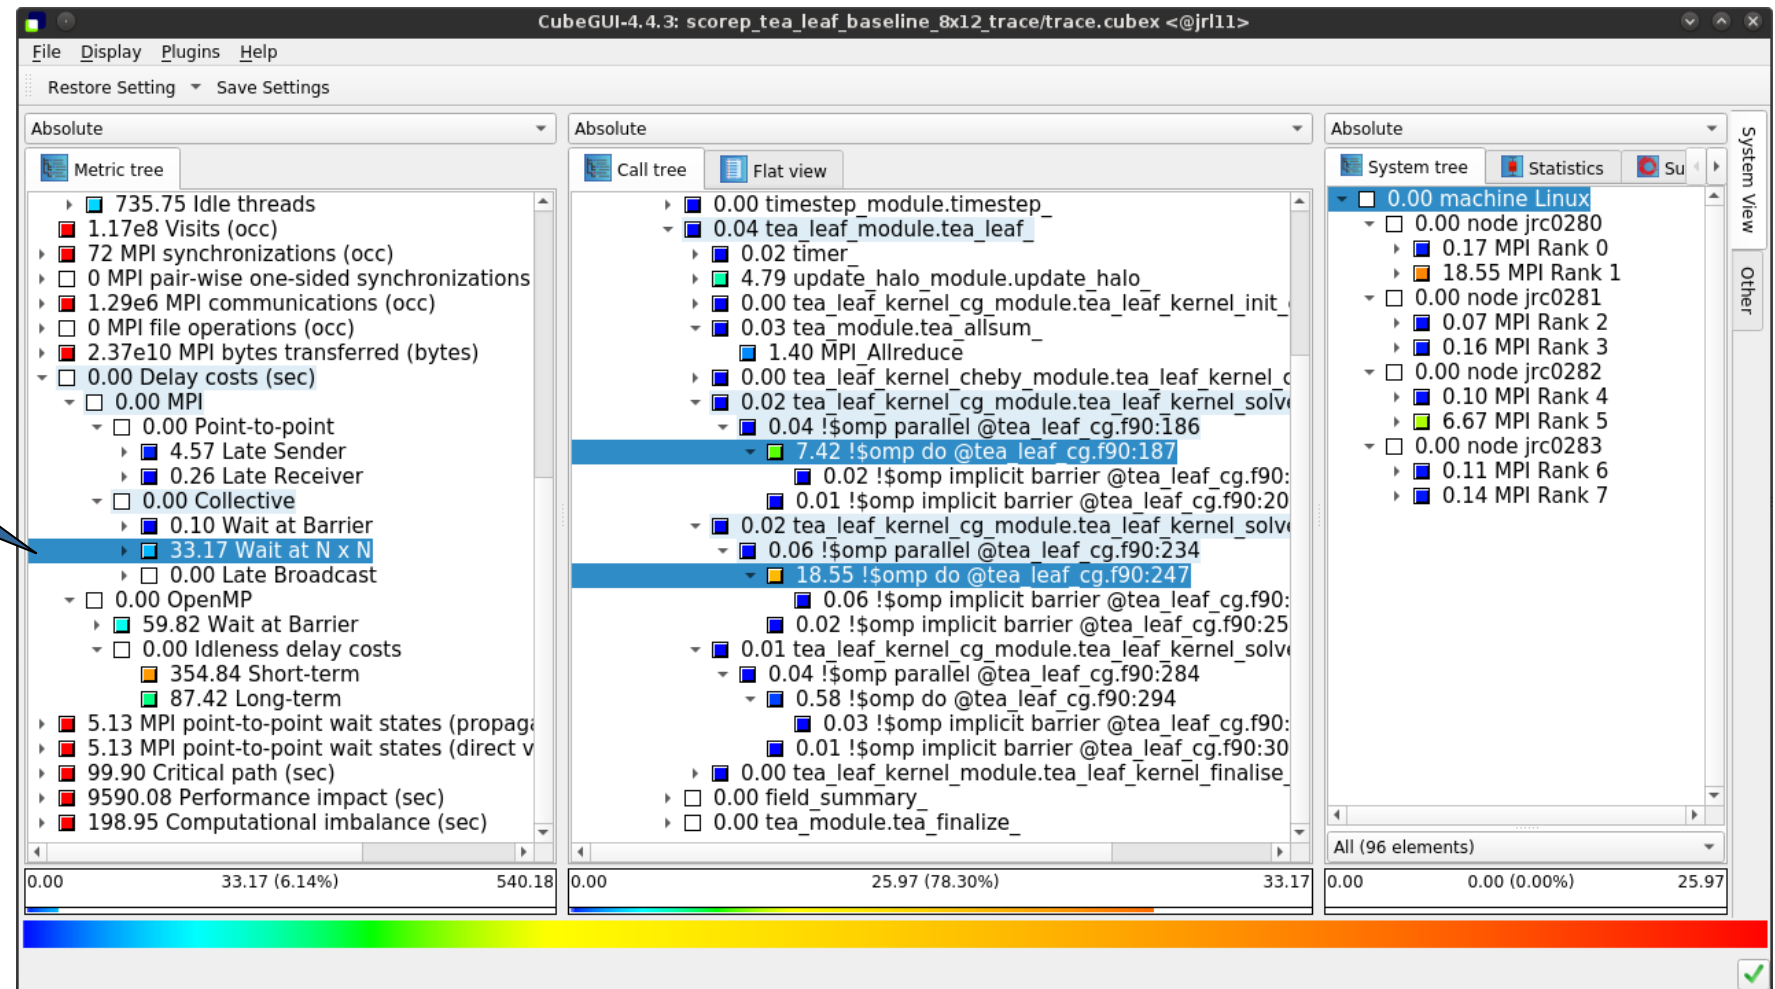 CubeGUI-4.4.3: scorep_tea_leaf_baseline_8x12_trace/trace.cubex <@jrl11>
File Display Plugins Help
Restore Setting Save Settings
Absolute
Metric tree
735.75 Idle threads
1.17e8 Visits (occ)
72 MPI synchronizations (occ)
0 MPI pair-wise one-sided synchronizations
1.29e6 MPI communications (occ)
0 MPI file operations (occ)
2.37e10 MPI bytes transferred (bytes)
0.00 Delay costs (sec)
0.00 MPI
0.00 Point-to-point
4.57 Late Sender
0.26 Late Receiver
0.00 Collective
0.10 Wait at Barrier
33.17 Wait at N x N
0.00 Late Broadcast
0.00 OpenMP
59.82 Wait at Barrier
0.00 Idleness delay costs
354.84 Short-term
87.42 Long-term
5.13 MPI point-to-point wait states (propaga
5.13 MPI point-to-point wait states (direct v
99.90 Critical path (sec)
9590.08 Performance impact (sec)
198.95 Computational imbalance (sec)
0.00 33.17 (6.14%) 540.18
Absolute
Call tree Flat view
0.00 timestep_module.timestep_
0.04 tea_leaf_module.tea_leaf_
0.02 timer_
4.79 update_halo_module.update_halo_
0.00 tea_leaf_kernel_cg_module.tea_leaf_kernel_init_
0.03 tea_module.tea_allsum_
1.40 MPI_Allreduce
0.00 tea_leaf_kernel_cheby_module.tea_leaf_kernel_c
0.02 tea_leaf_kernel_cg_module.tea_leaf_kernel_solve
0.04 !$omp parallel @tea_leaf_cg.f90:186
7.42 !$omp do @tea_leaf_cg.f90:187
0.02 !$omp implicit barrier @tea_leaf_cg.f90:
0.01 !$omp implicit barrier @tea_leaf_cg.f90:20
0.02 tea_leaf_kernel_cg_module.tea_leaf_kernel_solve
0.06 !$omp parallel @tea_leaf_cg.f90:234
18.55 !$omp do @tea_leaf_cg.f90:247
0.06 !$omp implicit barrier @tea_leaf_cg.f90:
0.02 !$omp implicit barrier @tea_leaf_cg.f90:25
0.01 tea_leaf_kernel_cg_module.tea_leaf_kernel_solve
0.04 !$omp parallel @tea_leaf_cg.f90:284
0.58 !$omp do @tea_leaf_cg.f90:294
0.03 !$omp implicit barrier @tea_leaf_cg.f90:
0.01 !$omp implicit barrier @tea_leaf_cg.f90:30
0.00 tea_leaf_kernel_module.tea_leaf_kernel_finalise_
0.00 field_summary_
0.00 tea_module.tea_finalize_
0.00 25.97 (78.30%) 33.17
Absolute
System tree Statistics Su
0.00 machine Linux
0.00 node jrc0280
0.17 MPI Rank 0
18.55 MPI Rank 1
0.00 node jrc0281
0.07 MPI Rank 2
0.16 MPI Rank 3
0.00 node jrc0282
0.10 MPI Rank 4
6.67 MPI Rank 5
0.00 node jrc0283
0.11 MPI Rank 6
0.14 MPI Rank 7
All (96 elements)
0.00 0.00 (0.00%) 25.97
System View
Other